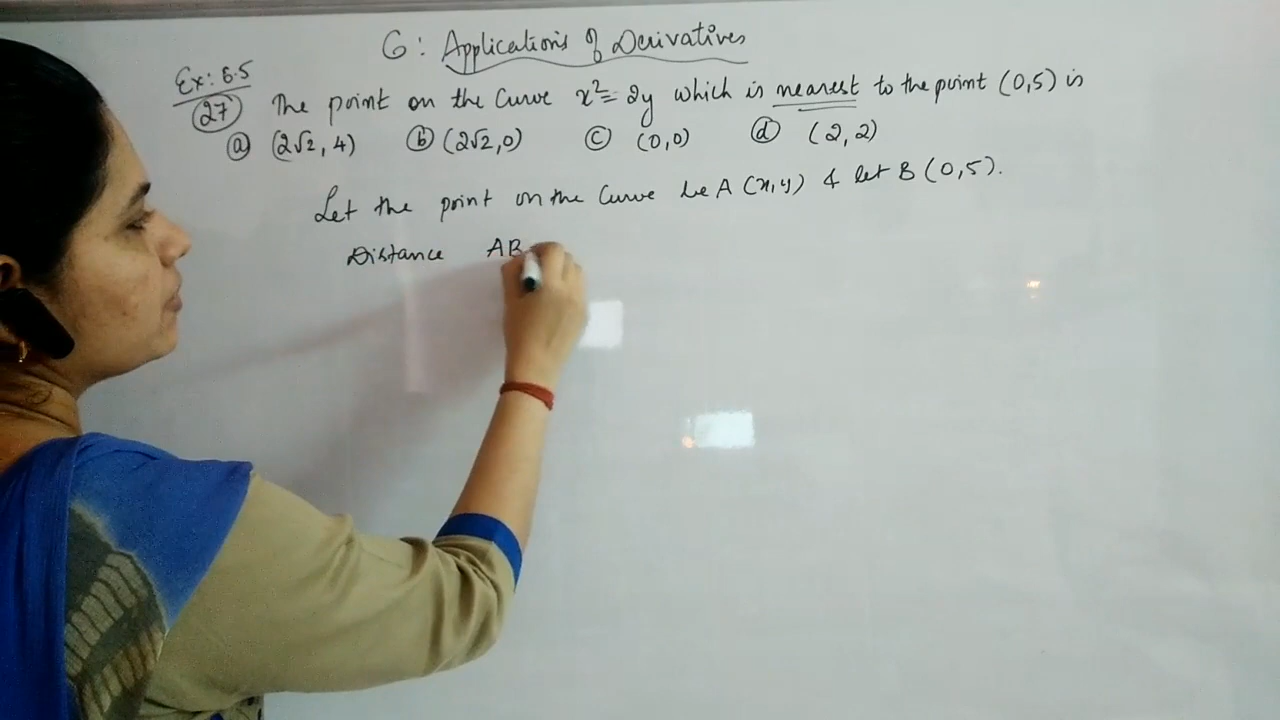 6: Applications of Derivatives
Ex: 6.5
27 The point on the curve x²=2y which is nearest to the point (0,5) is
a (2√2, 4) b (2√2,0) c (0,0) d (2,2)
Let the point on the curve be A (x,y) & let B (0,5).
Distance AB